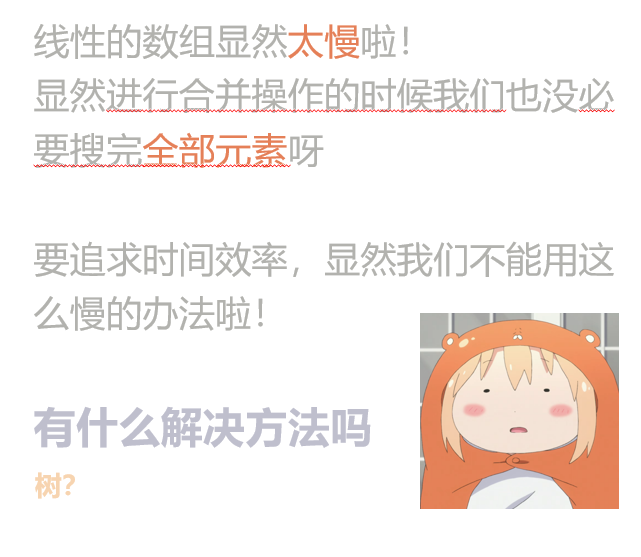 线性的数组显然太慢啦！
显然进行合并操作的时候我们也没必
要搜完全部元素呀
要追求时间效率，显然我们不能用这
么慢的办法啦！
有什么解决方法吗
树？